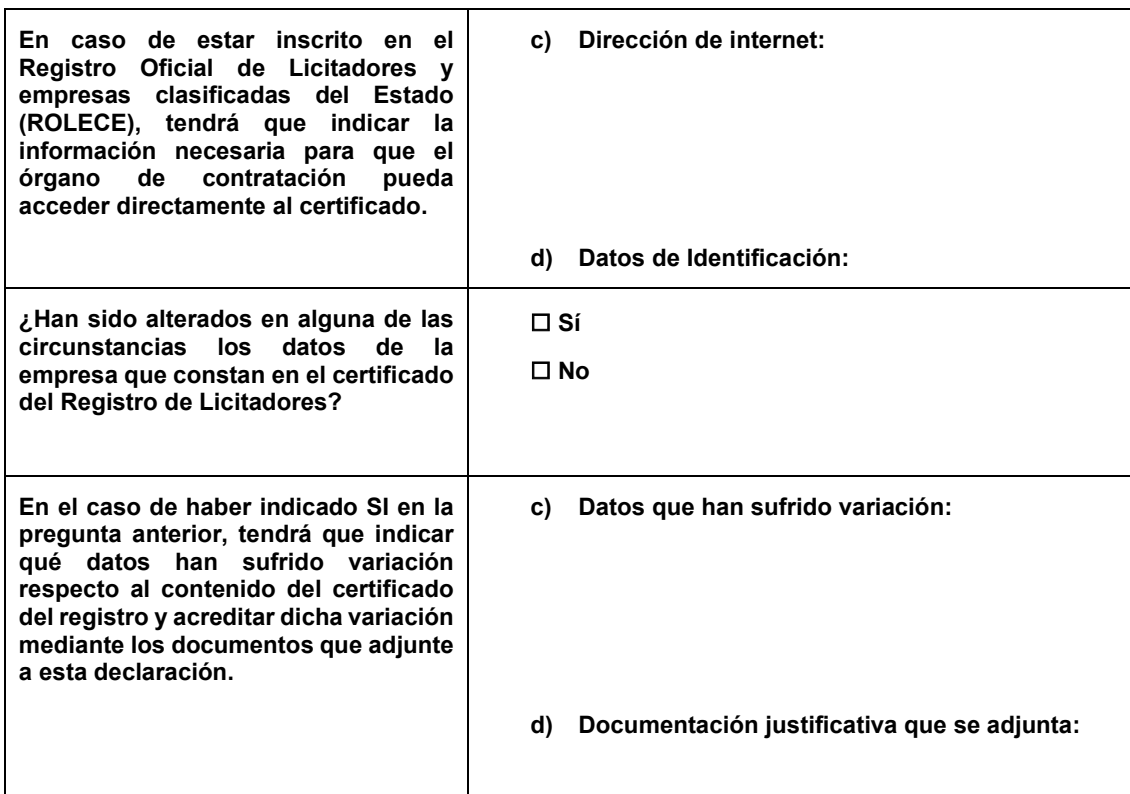 En caso de estar inscrito en el
Registro Oficial de Licitadores y
empresas clasificadas del Estado
(ROLECE), tendrá que indicar la
información necesaria para que el
órgano de contratación pueda
acceder directamente al certificado.
c) Dirección de internet:
d) Datos de Identificación:
¿Han sido alterados en alguna de las
circunstancias los datos de la
empresa que constan en el certificado
del Registro de Licitadores?
☐ Sí
☐ No
En el caso de haber indicado SI en la
pregunta anterior, tendrá que indicar
qué datos han sufrido variación
respecto al contenido del certificado
del registro y acreditar dicha variación
mediante los documentos que adjunte
a esta declaración.
c) Datos que han sufrido variación:
d) Documentación justificativa que se adjunta: